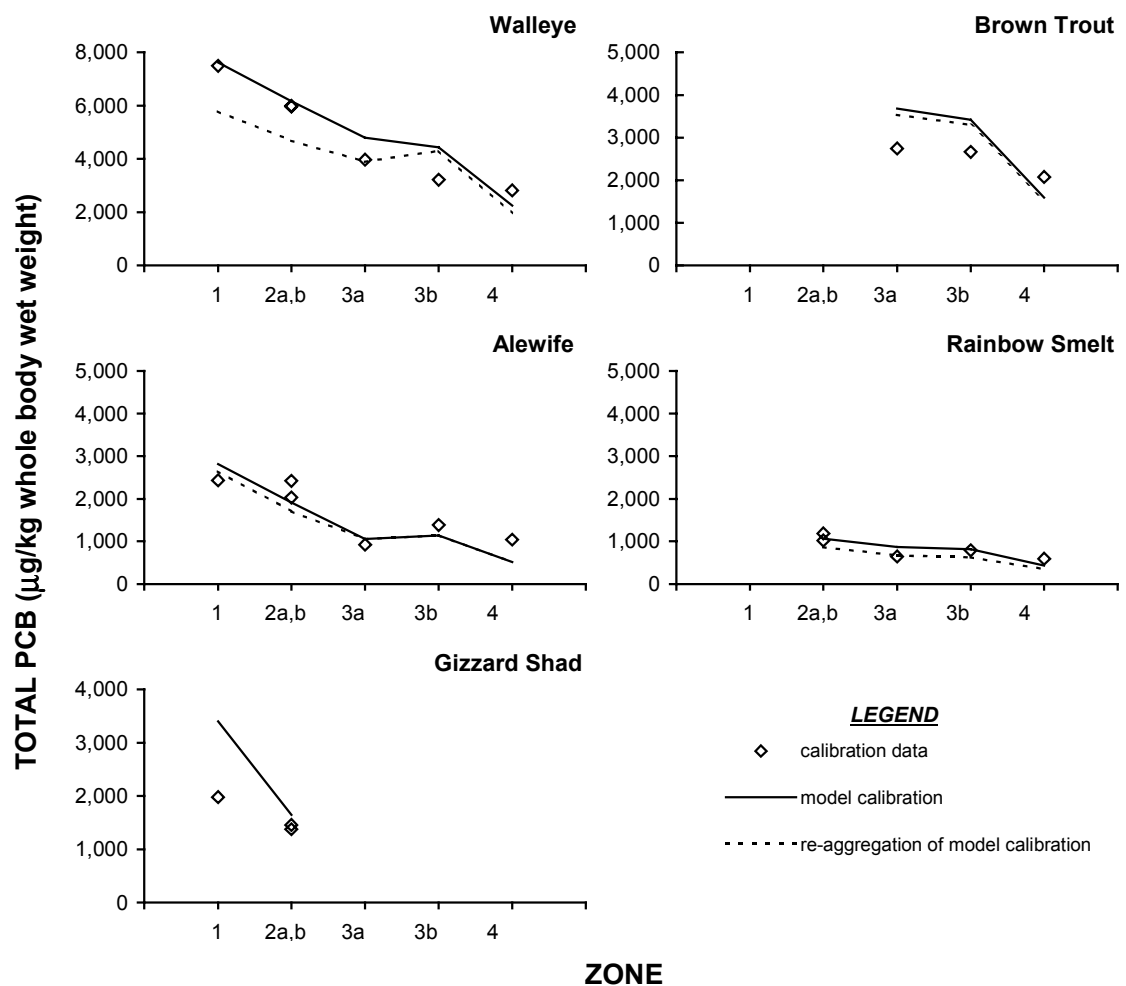 Walleye
8,000
6,000
4,000
2,000
0
1 2a,b 3a 3b 4
Brown Trout
5,000
4,000
3,000
2,000
1,000
0
1 2a,b 3a 3b 4
Alewife
5,000
4,000
3,000
2,000
1,000
0
1 2a,b 3a 3b 4
Rainbow Smelt
5,000
4,000
3,000
2,000
1,000
0
1 2a,b 3a 3b 4
Gizzard Shad
4,000
3,000
2,000
1,000
0
1 2a,b 3a 3b 4
LEGEND
calibration data
model calibration
re-aggregation of model calibration
TOTAL PCB (μg/kg whole body wet weight)
ZONE